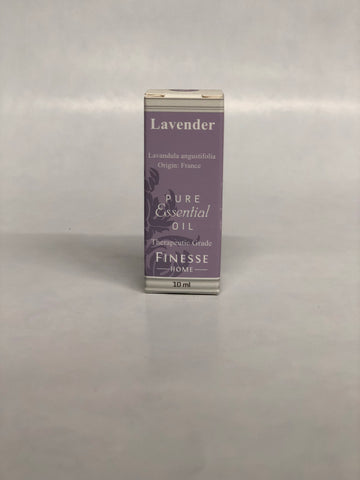 Lavender
Lavandula angustifolia
Origin: France
PURE
Essential
OIL
Therapeutic Grade
FINESSE
HOME
10 ml